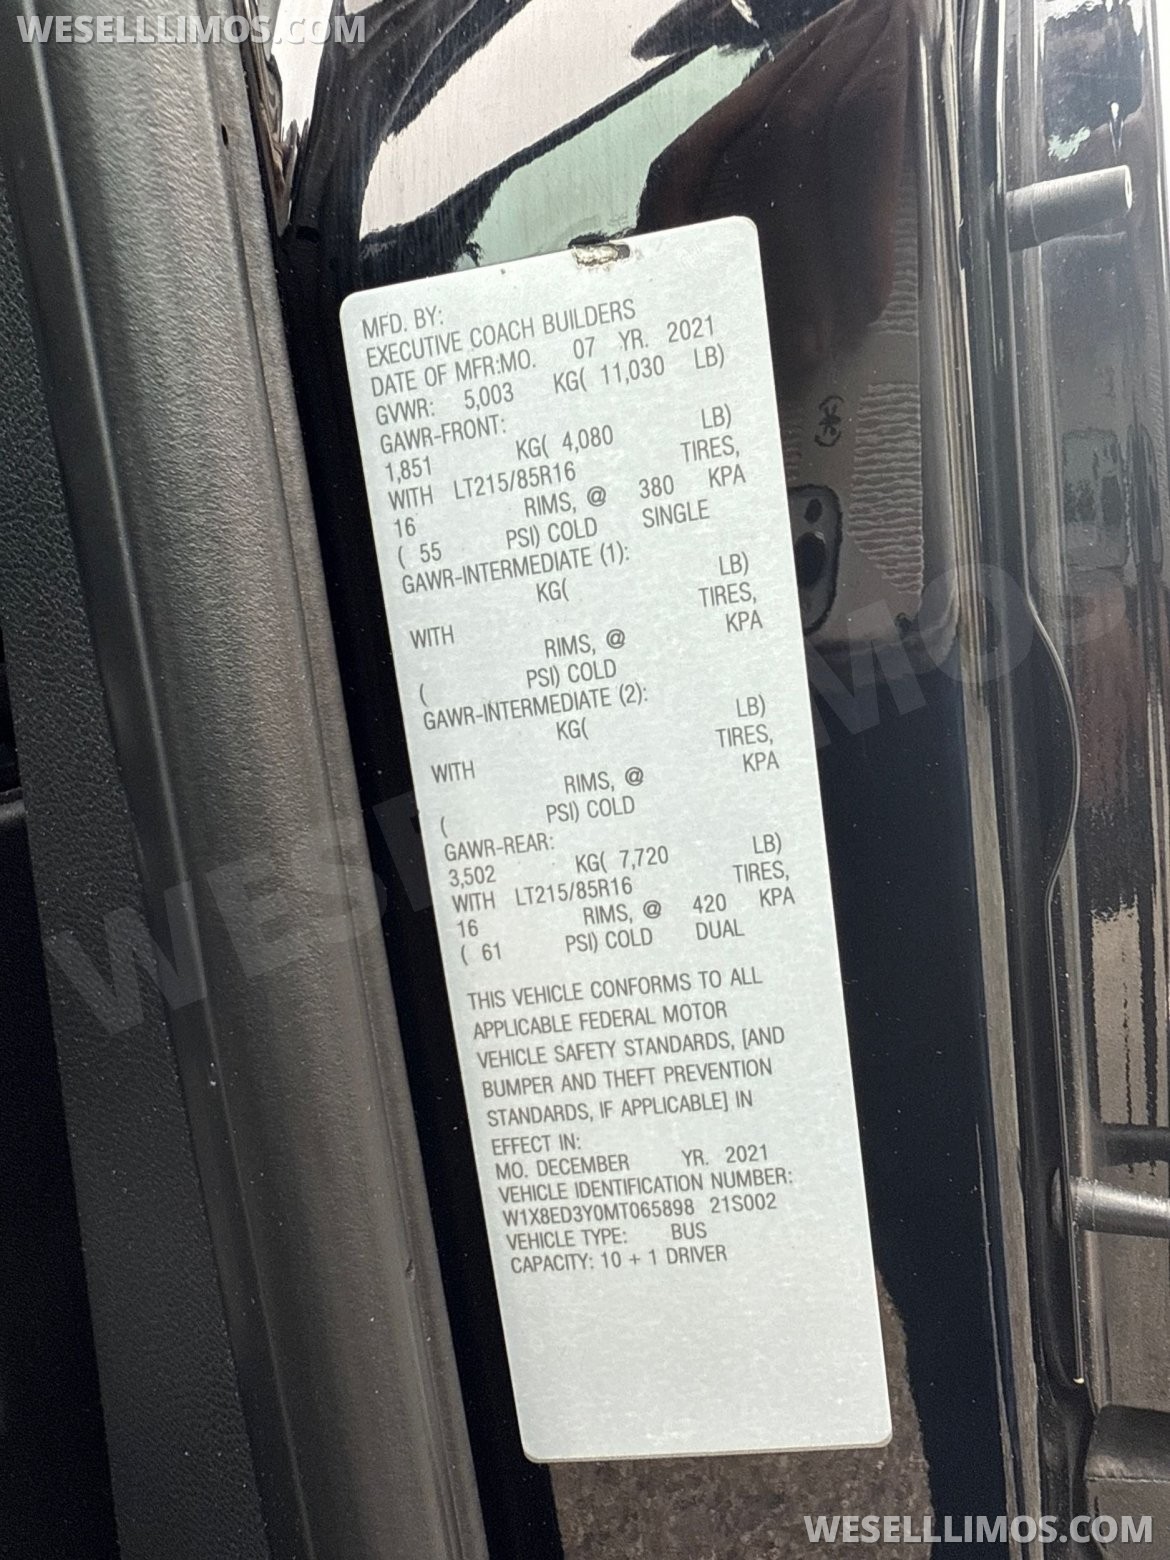 WESELLLIMOS.COM
MFD. BY:
EXECUTIVE COACH BUILDERS
DATE OF MFR:MO. 07 YR. 2021
GVWR: 5,003 KG( 11,030 LB)
GAWR-FRONT:
1,851 KG( 4,080 LB)
WITH LT215/85R16 TIRES,
16 RIMS, @ 380 KPA
( 55 PSI) COLD SINGLE
GAWR-INTERMEDIATE (1):
KG( LB)
WITH TIRES,
RIMS, @ KPA
( PSI) COLD
GAWR-INTERMEDIATE (2):
KG( LB)
WITH TIRES,
RIMS, @ KPA
( PSI) COLD
GAWR-REAR:
3,502 KG( 7,720 LB)
WITH LT215/85R16 TIRES,
16 RIMS, @ 420 KPA
( 61 PSI) COLD DUAL
THIS VEHICLE CONFORMS TO ALL
APPLICABLE FEDERAL MOTOR
VEHICLE SAFETY STANDARDS, [AND
BUMPER AND THEFT PREVENTION
STANDARDS, IF APPLICABLE] IN
EFFECT IN:
MO. DECEMBER YR. 2021
VEHICLE IDENTIFICATION NUMBER:
W1X8ED3Y0MT065898 21S002
VEHICLE TYPE: BUS
CAPACITY: 10 + 1 DRIVER
WESELLLIMOS.COM